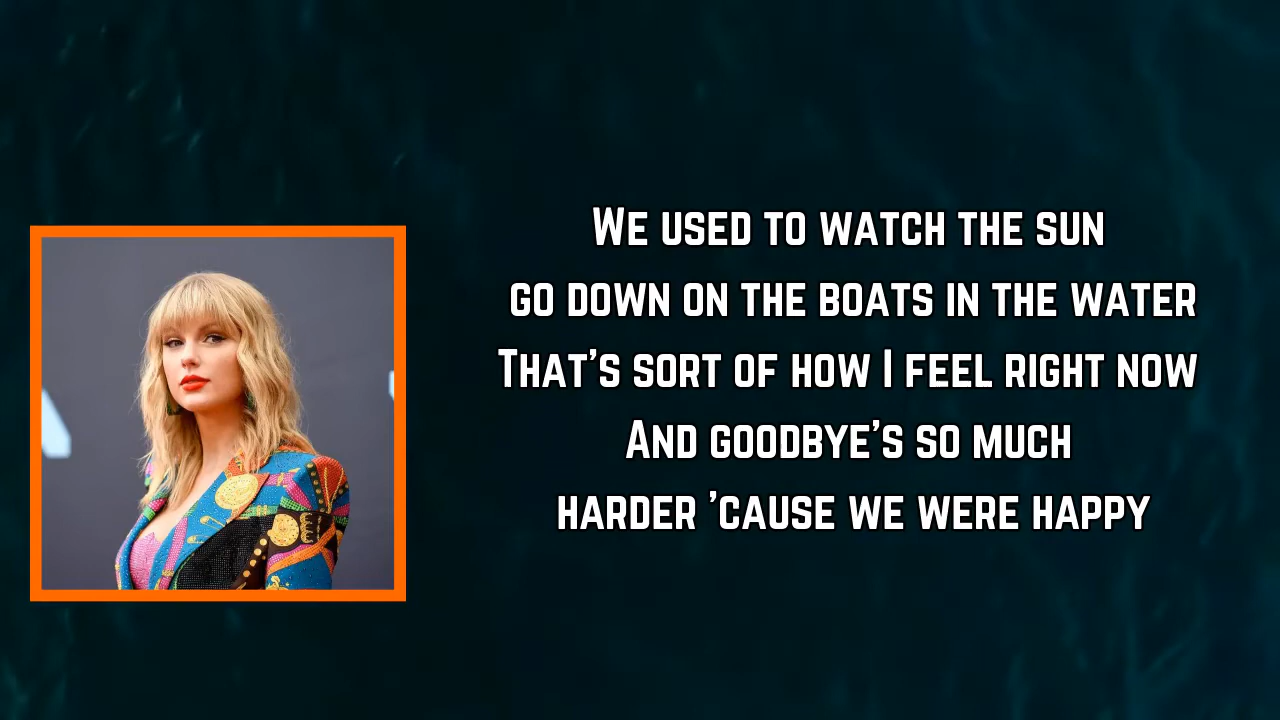 We used to watch the sun
go down on the boats in the water
That's sort of how I feel right now
And goodbye's so much
harder 'cause we were happy